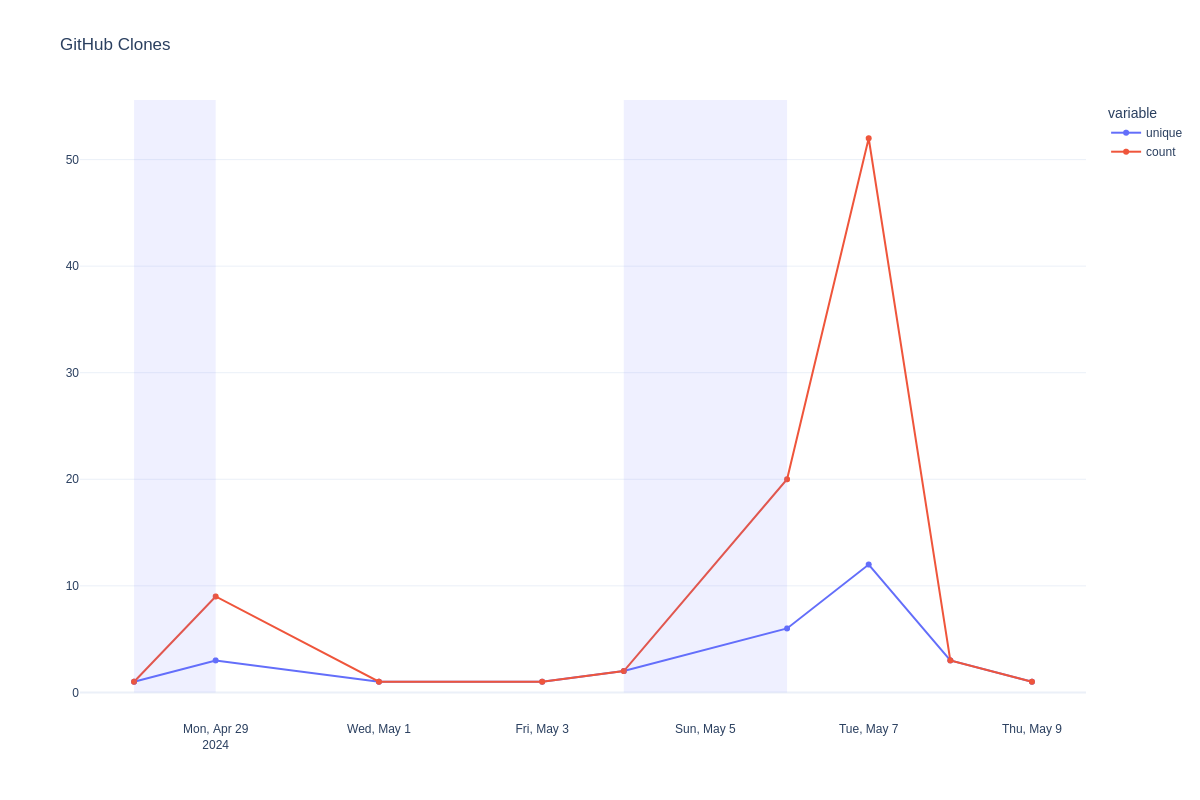 GitHub Clones
variable
unique
count
50
40
30
20
10
0
Mon, Apr 29
2024
Wed, May 1
Fri, May 3
Sun, May 5
Tue, May 7
Thu, May 9